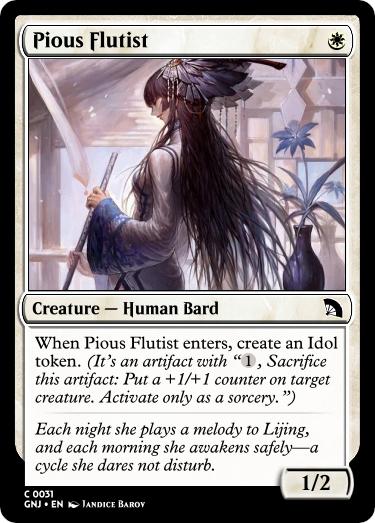 Pious Flutist
Creature — Human Bard
When Pious Flutist enters, create an Idol
token. (It's an artifact with “1, Sacrifice
this artifact: Put a +1/+1 counter on target
creature. Activate only as a sorcery.”)
Each night she plays a melody to Lijing,
and each morning she awakens safely—a
cycle she dares not disturb.
1/2
C 0031
GNJ • EN Jandice Barov